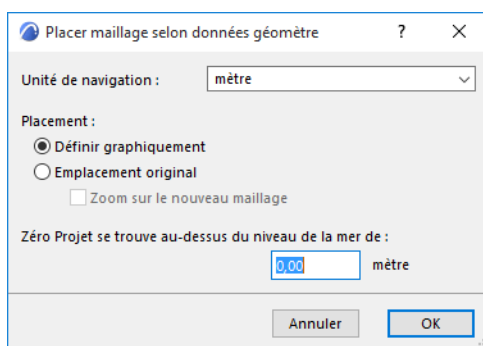 Placer maillage selon données géomètre
Unité de navigation : mètre
Placement :
Définir graphiquement
Emplacement original
Zoom sur le nouveau maillage
Zéro Projet se trouve au-dessus du niveau de la mer de :
0,00 mètre
Annuler OK